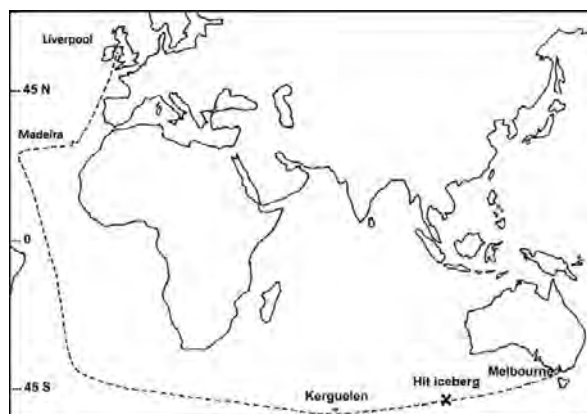 Liverpool
45 N
Madeira
0
Melbourne
45 S
Kerguelen
Hit iceberg